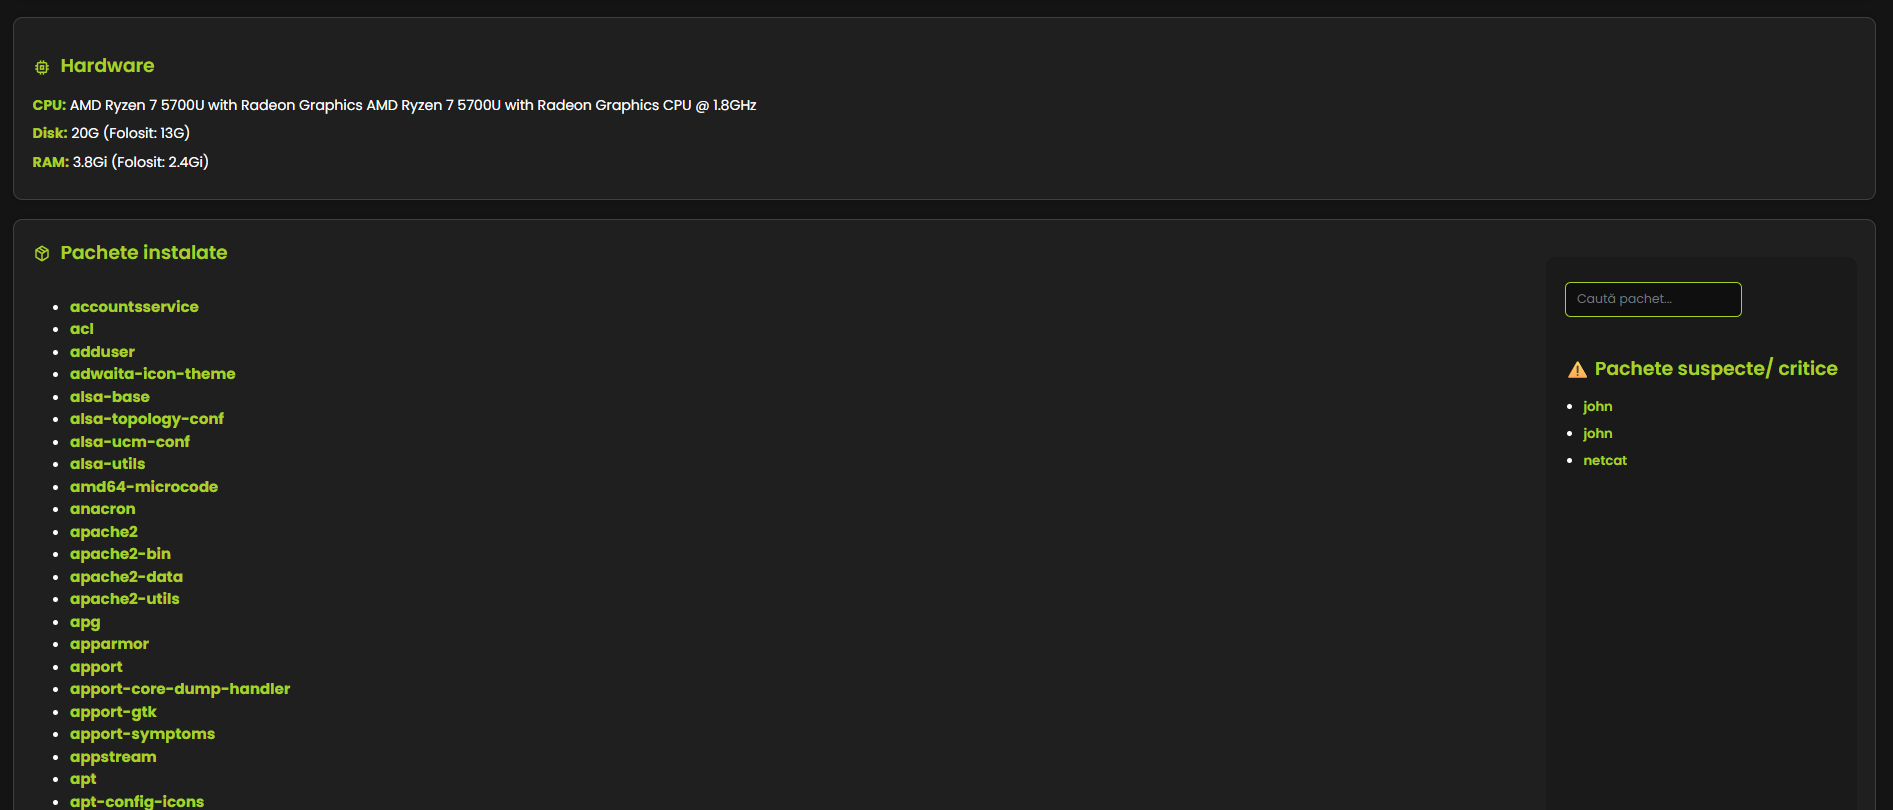 Hardware
CPU: AMD Ryzen 7 5700U with Radeon Graphics AMD Ryzen 7 5700U with Radeon Graphics CPU @ 1.8GHz
Disk: 20G (Folosit: 13G)
RAM: 3.8Gi (Folosit: 2.4Gi)
Pachete instalate
accountsservice
acl
adduser
adwaita-icon-theme
alsa-base
alsa-topology-conf
alsa-ucm-conf
alsa-utils
amd64-microcode
anacron
apache2
apache2-bin
apache2-data
apache2-utils
apg
apparmor
apport
apport-core-dump-handler
apport-gtk
apport-symptoms
appstream
apt
apt-config-icons
Caută pachet...
Pachete suspecte/ critice
john
john
netcat